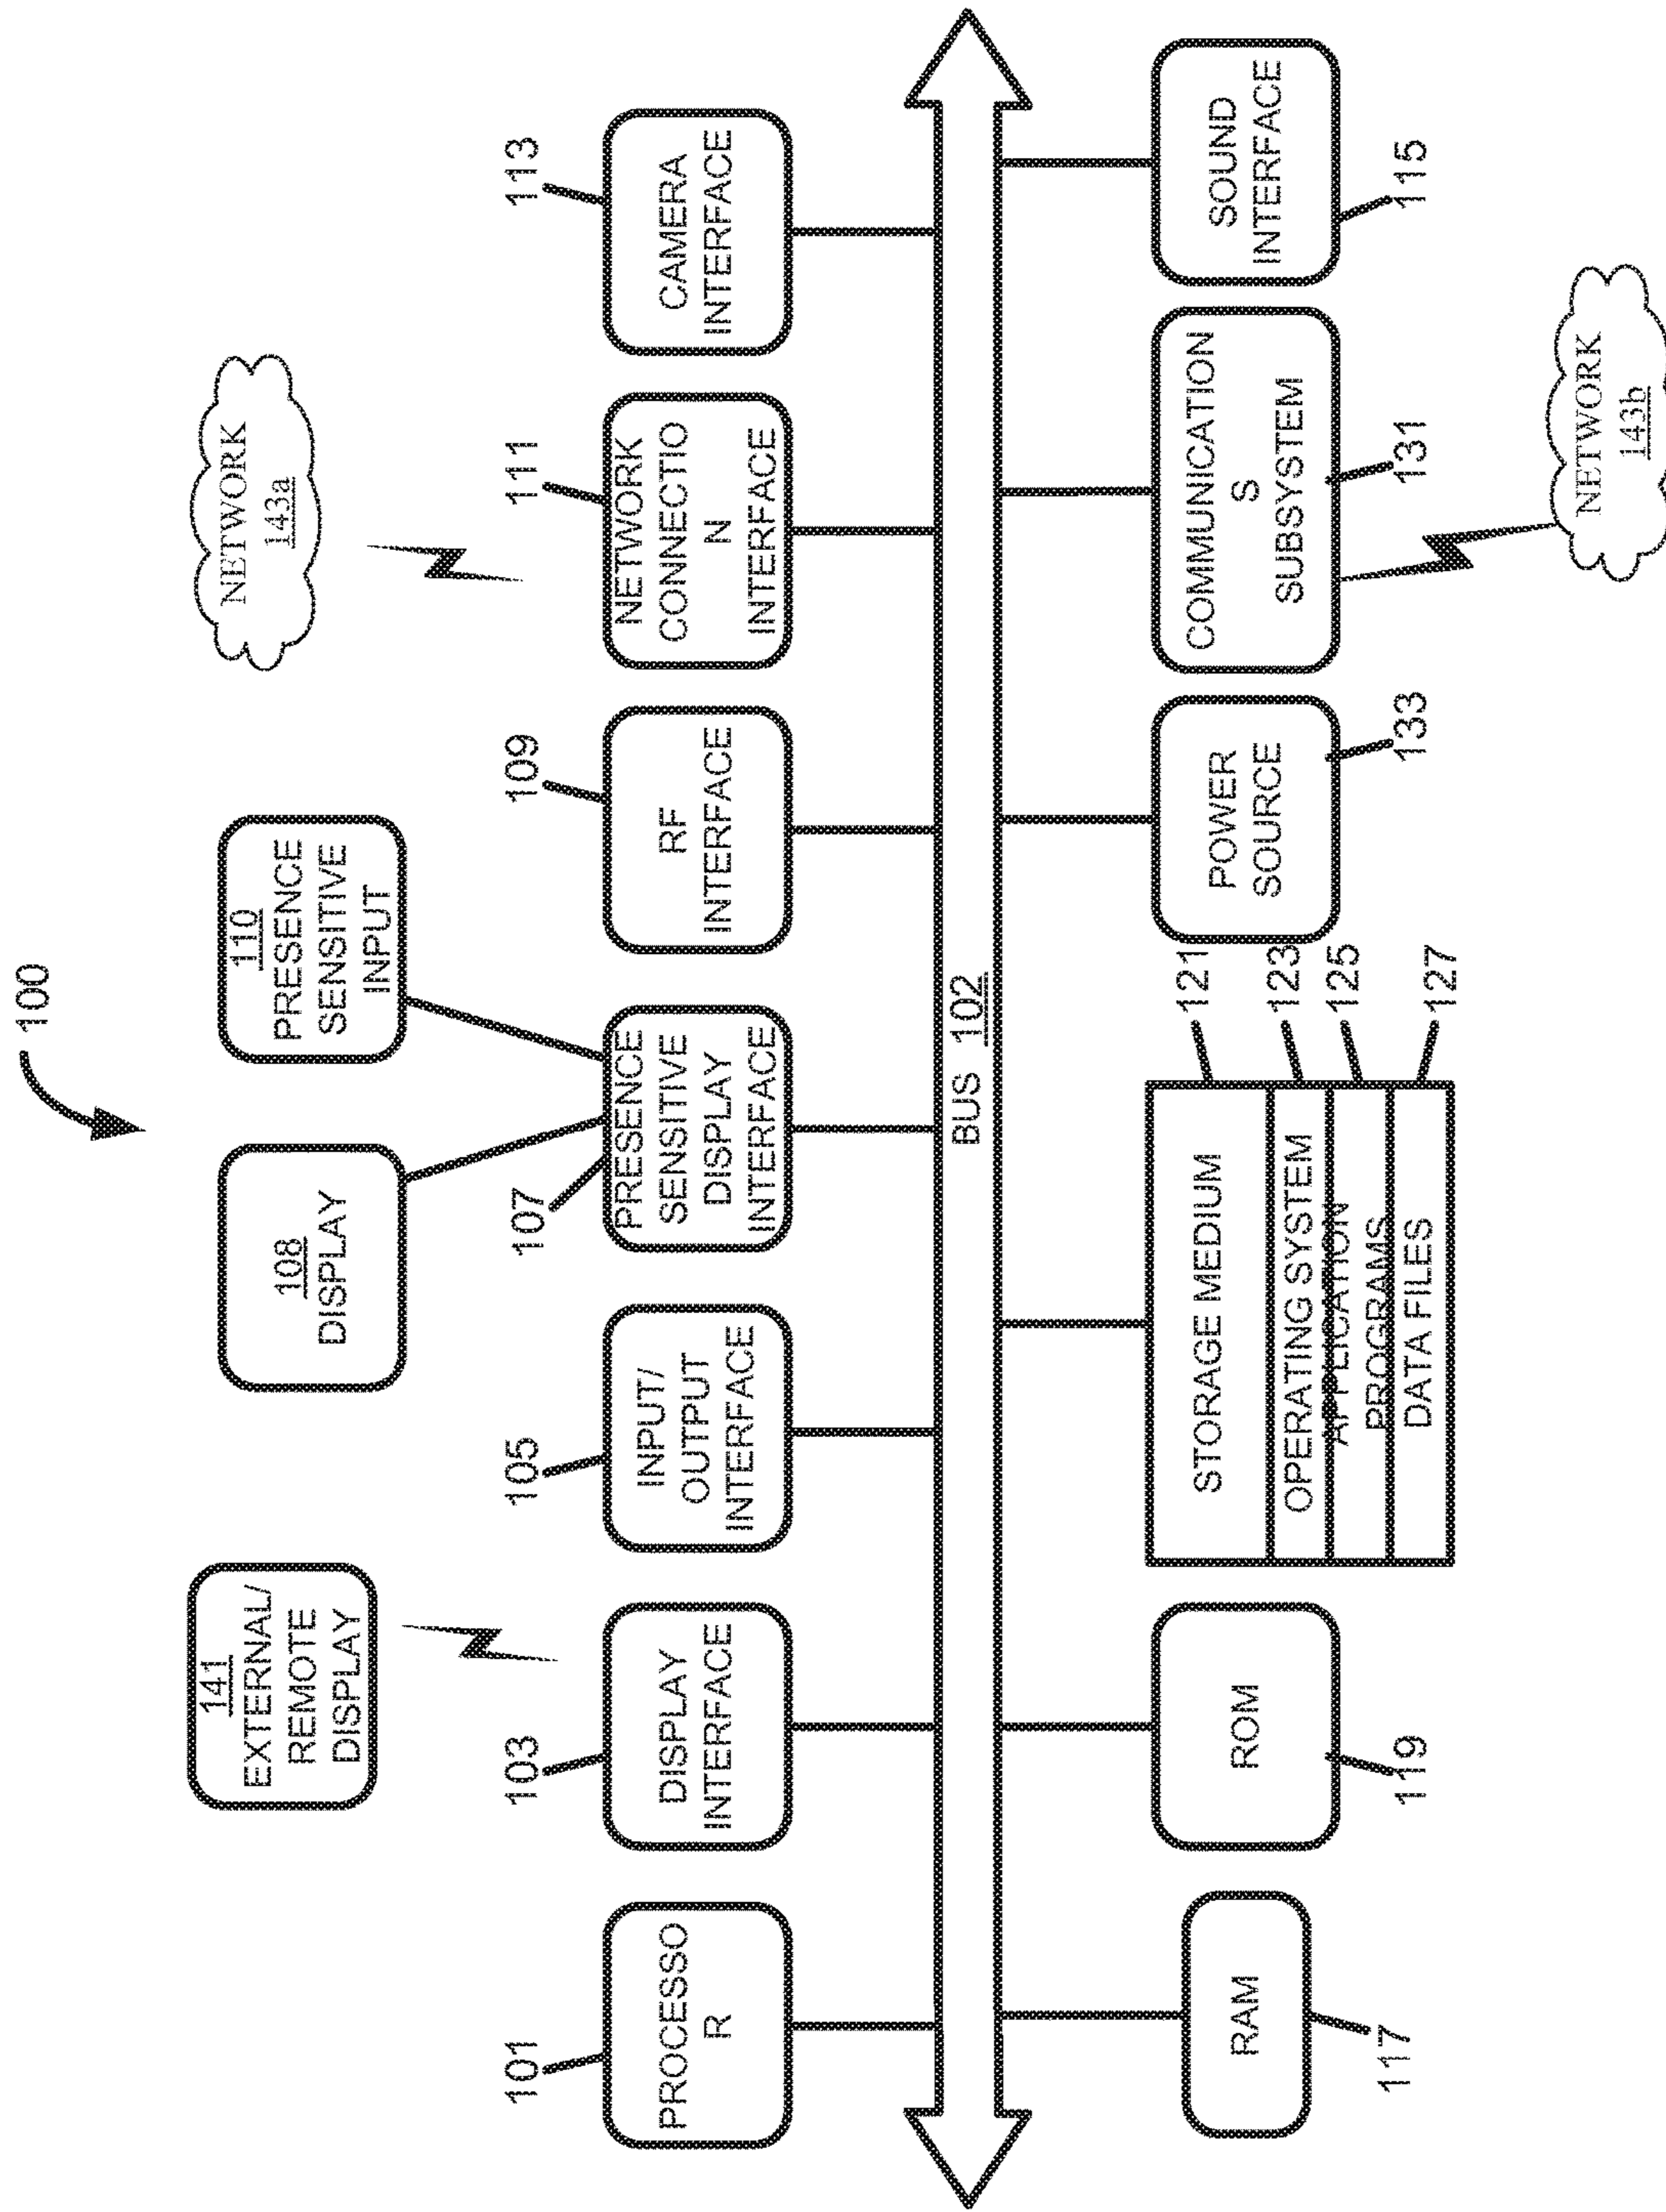 100
141
EXTERNAL/
REMOTE
DISPLAY
108
DISPLAY
110
PRESENCE
SENSITIVE
INPUT
NETWORK
143a
101
103
105
107
109
111
113
PROCESSO
R
DISPLAY
INTERFACE
INPUT/
OUTPUT
INTERFACE
PRESENCE
SENSITIVE
DISPLAY
INTERFACE
RF
INTERFACE
NETWORK
CONNECTIO
N
INTERFACE
CAMERA
INTERFACE
BUS 102
RAM
117
ROM
119
STORAGE MEDIUM
121
OPERATING SYSTEM
123
APPLICATION
PROGRAMS
125
DATA FILES
127
POWER
SOURCE
133
COMMUNICATION
S
SUBSYSTEM
131
SOUND
INTERFACE
115
NETWORK
143b